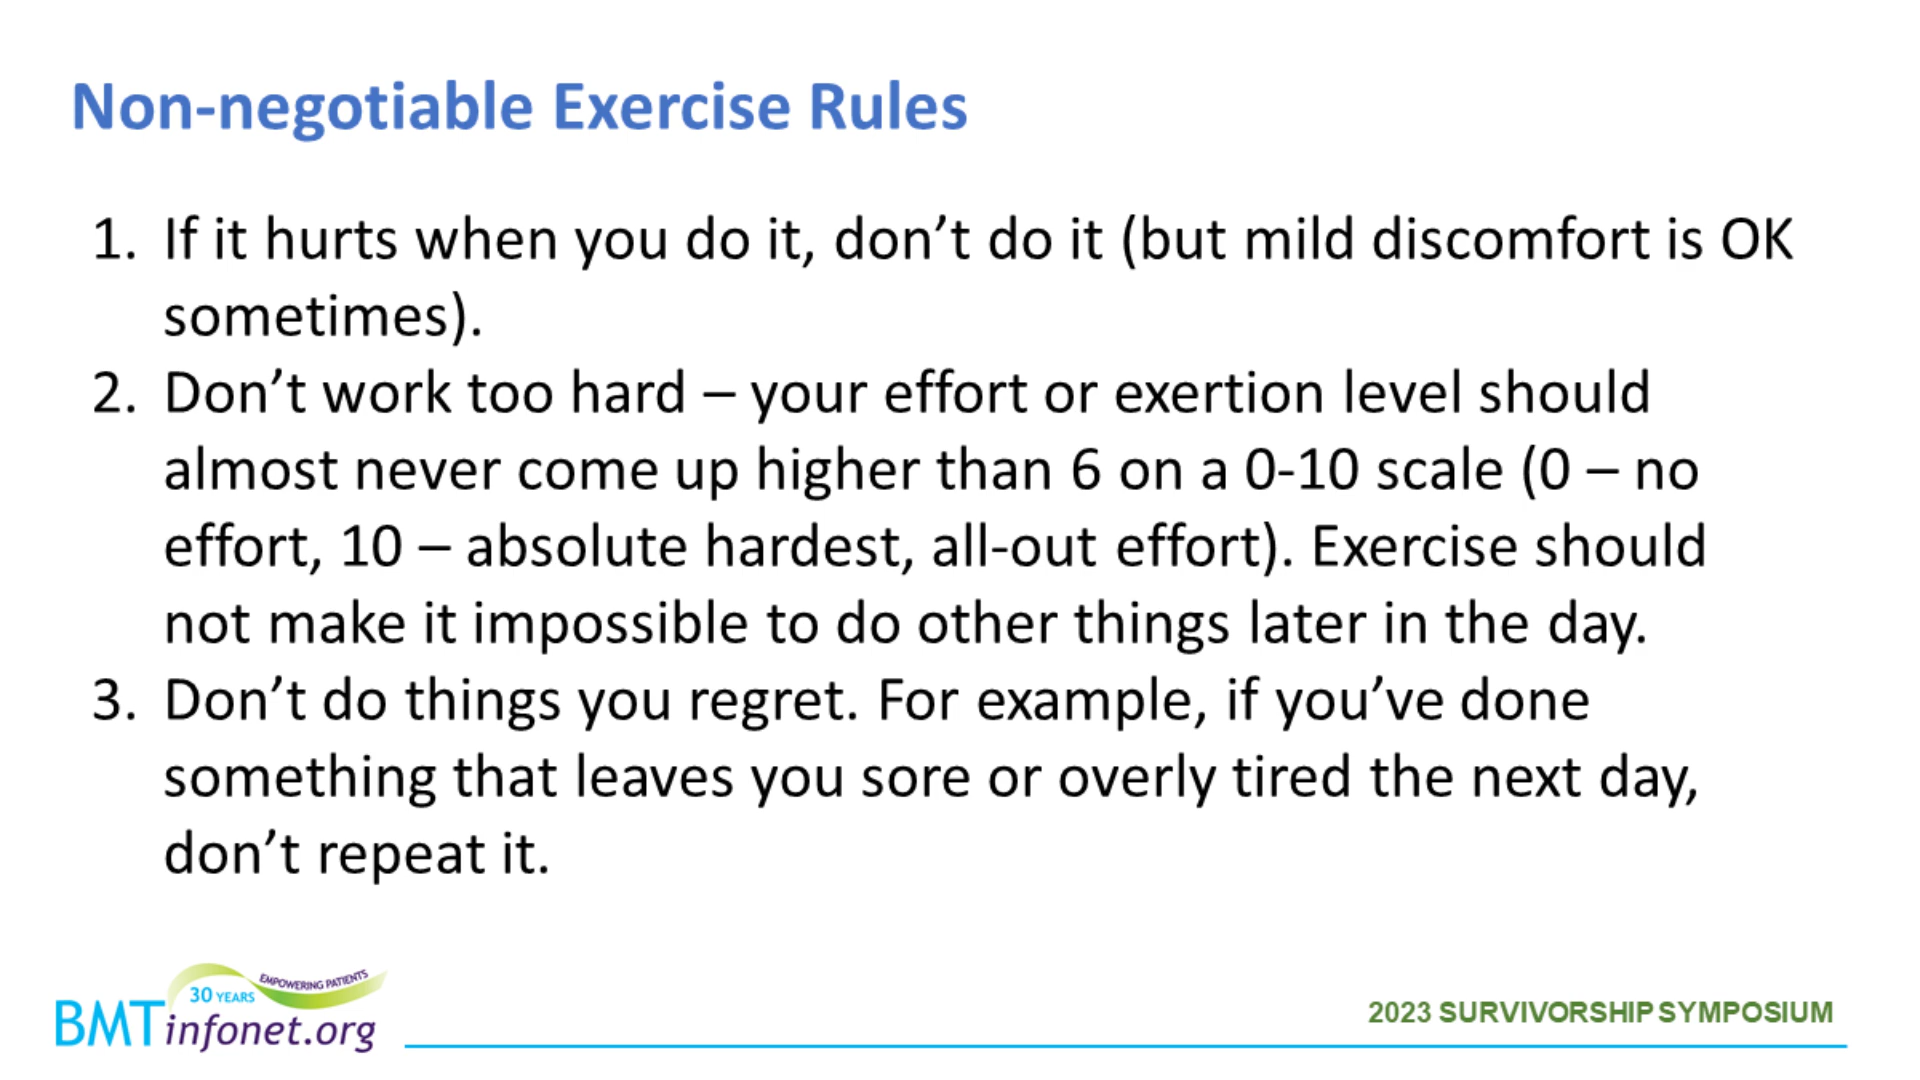 Non-negotiable Exercise Rules
1. If it hurts when you do it, don’t do it (but mild discomfort is OK
sometimes).
2. Don’t work too hard – your effort or exertion level should
almost never come up higher than 6 on a 0-10 scale (0 – no
effort, 10 – absolute hardest, all-out effort). Exercise should
not make it impossible to do other things later in the day.
3. Don’t do things you regret. For example, if you’ve done
something that leaves you sore or overly tired the next day,
don’t repeat it.
EMPOWERING PATIENTS
30 YEARS
BMTinfonet.org
2023 SURVIVORSHIP SYMPOSIUM